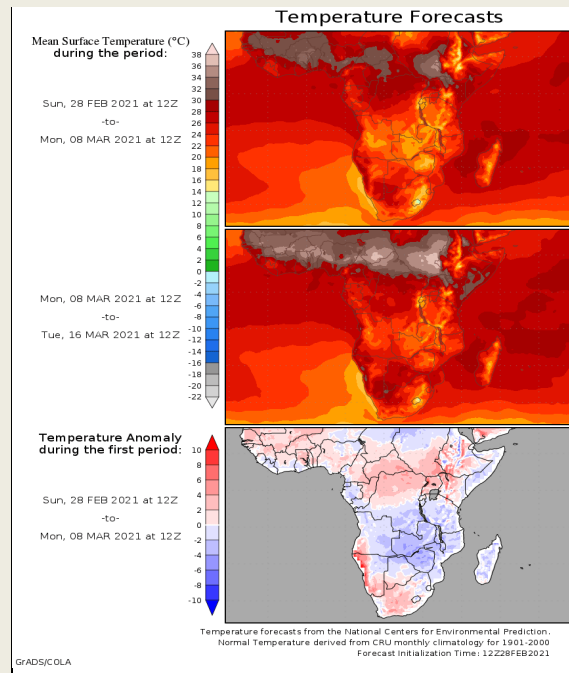 Temperature Forecasts
Mean Surface Temperature (°C)
during the period:
Sun, 28 FEB 2021 at 12Z
-to-
Mon, 08 MAR 2021 at 12Z
38
36
34
32
30
28
26
24
22
20
18
16
14
12
10
8
6
4
2
0
-2
-4
-6
-8
-10
-12
-14
-16
-18
-20
-22
Mon, 08 MAR 2021 at 12Z
-to-
Tue, 16 MAR 2021 at 12Z
Temperature Anomaly
during the first period:
Sun, 28 FEB 2021 at 12Z
-to-
Mon, 08 MAR 2021 at 12Z
10
8
6
4
2
0
-2
-4
-6
-8
-10
Temperature forecasts from the National Centers for Environmental Prediction.
Normal Temperature derived from CRU monthly climatology for 1901-2000
Forecast Initialization Time: 12Z28FEB2021
GrADS/COLA